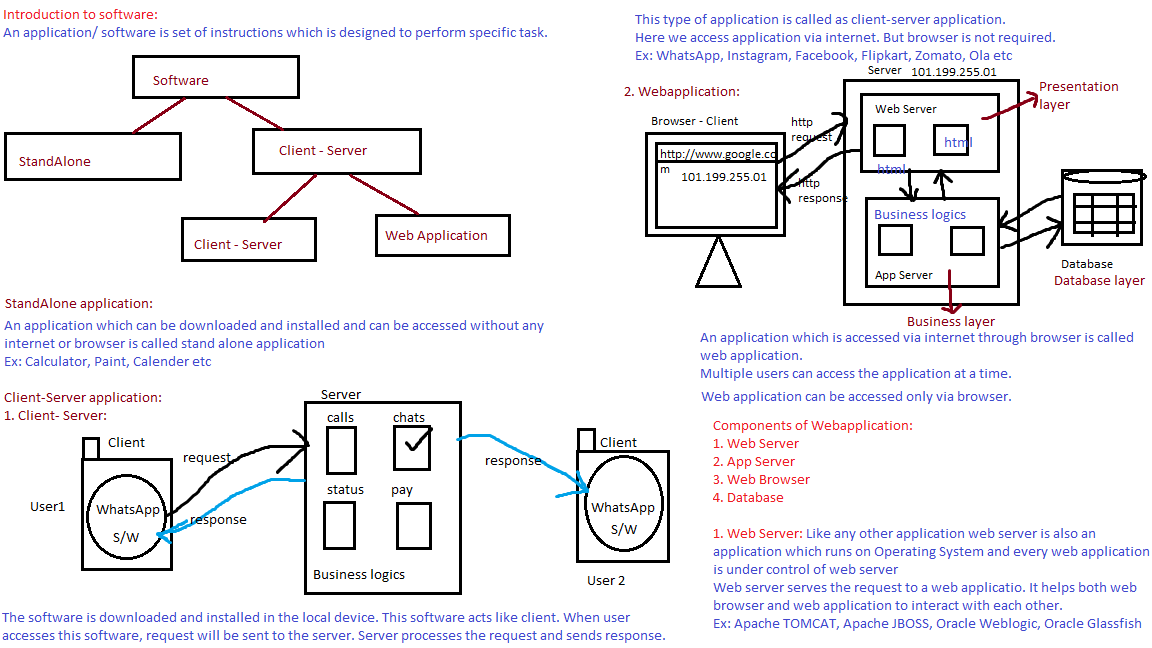 Introduction to software:
An application/ software is set of instructions which is designed to perform specific task.
Software
StandAlone
Client - Server
Client - Server
Web Application
StandAlone application:
An application which can be downloaded and installed and can be accessed without any
internet or browser is called stand alone application
Ex: Calculator, Paint, Calender etc
Client-Server application:
1. Client- Server:
Client
User1
WhatsApp
S/W
request
response
Server
calls
chats
status
pay
Business logics
response
Client
WhatsApp
S/W
User 2
The software is downloaded and installed in the local device. This software acts like client. When user
accesses this software, request will be sent to the server. Server processes the request and sends response.
This type of application is called as client-server application.
Here we access application via internet. But browser is not required.
Ex: WhatsApp, Instagram, Facebook, Flipkart, Zomato, Ola etc
2. Webapplication:
Browser - Client
http://www.google.co
m
101.199.255.01
http
request
http
response
Server
101.199.255.01
Web Server
html
html
Presentation
layer
Business logics
App Server
Business layer
Database
Database layer
An application which is accessed via internet through browser is called
web application.
Multiple users can access the application at a time.
Web application can be accessed only via browser.
Components of Webapplication:
1. Web Server
2. App Server
3. Web Browser
4. Database
1. Web Server: Like any other application web server is also an
application which runs on Operating System and every web application
is under control of web server
Web server serves the request to a web applicatio. It helps both web
browser and web application to interact with each other.
Ex: Apache TOMCAT, Apache JBOSS, Oracle Weblogic, Oracle Glassfish